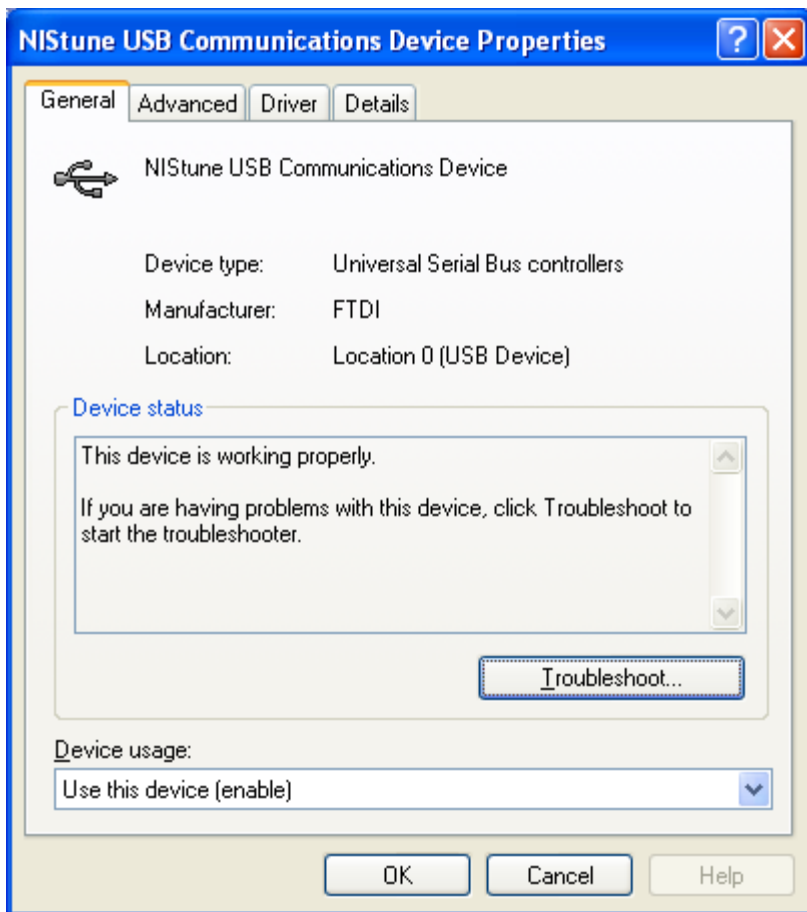 NIStune USB Communications Device Properties
General Advanced Driver Details
NIStune USB Communications Device
Device type: Universal Serial Bus controllers
Manufacturer: FTDI
Location: Location 0 (USB Device)
Device status
This device is working properly.
If you are having problems with this device, click Troubleshoot to
start the troubleshooter.
Troubleshoot...
Device usage:
Use this device (enable)
OK Cancel Help